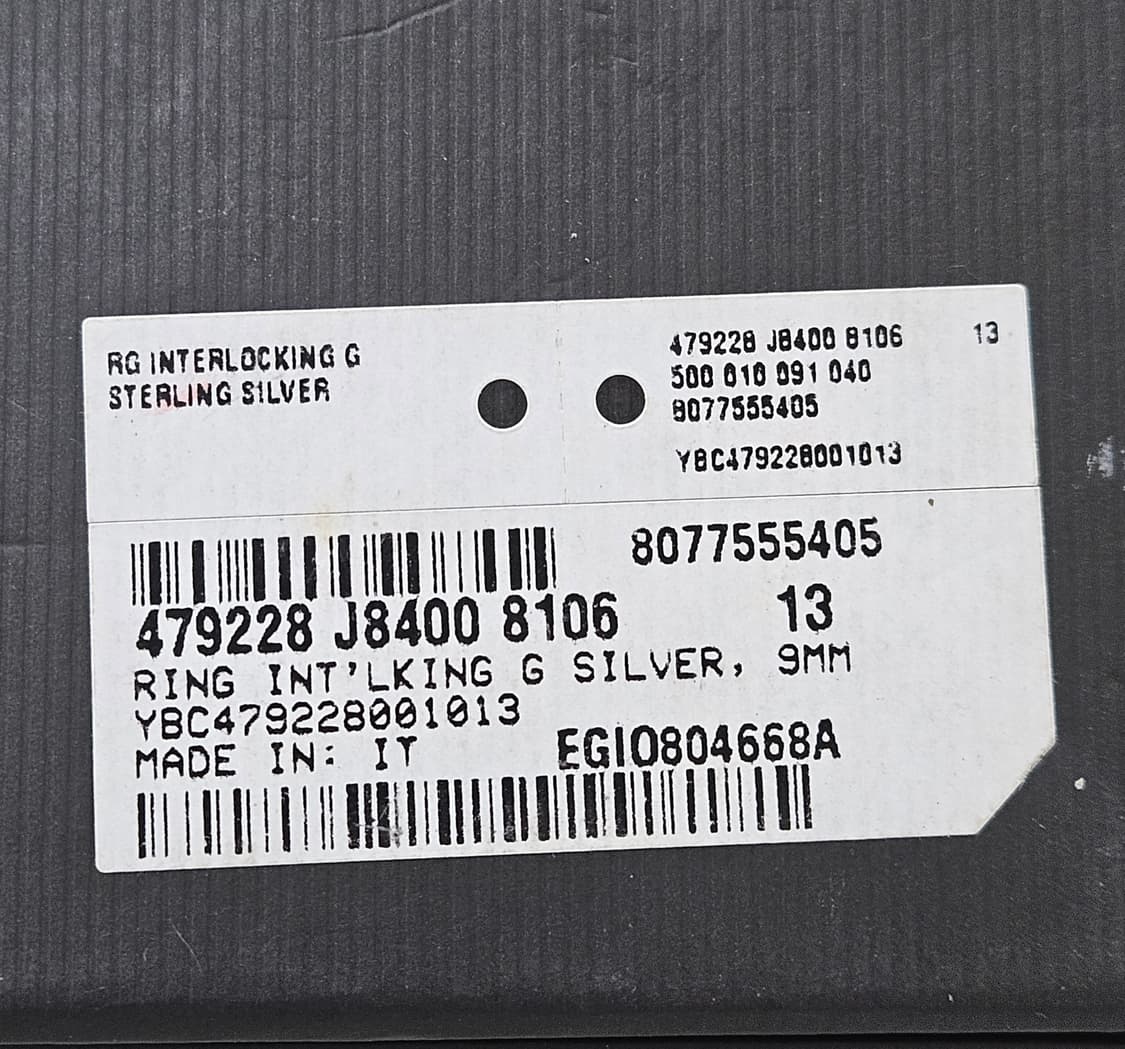 RG INTERLOCKING G
STERLING SILVER
479228 J8400 8106 13
500 010 091 040
8077555405
YBC479228001013
8077555405
479228 J8400 8106 13
RING INT'LKING G SILVER, 9MM
YBC479228001013
MADE IN: IT EGIO804668A